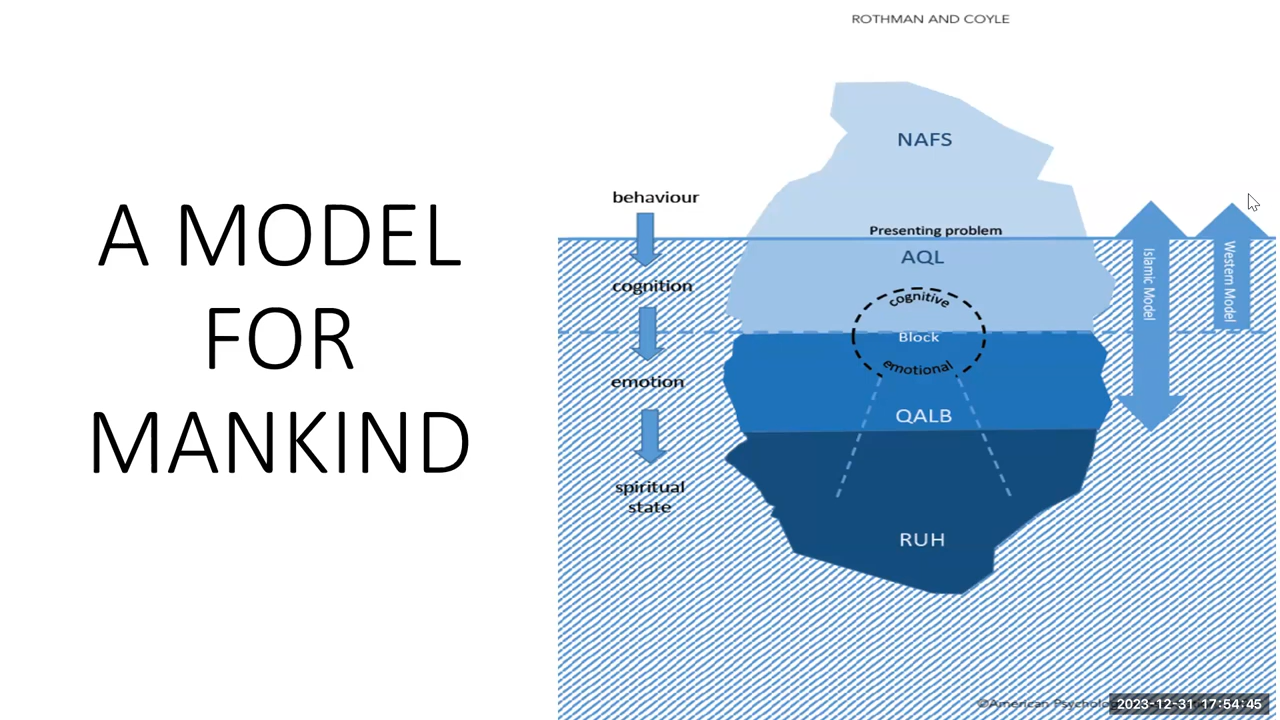 ROTHMAN AND COYLE
A MODEL
FOR
MANKIND
NAFS
behaviour
Presenting problem
AQL
cognition
cognitive
Block
emotional
emotion
QALB
spiritual
state
RUH
Islamic Model
Western Model
©American
2023-12-31 17:54:45